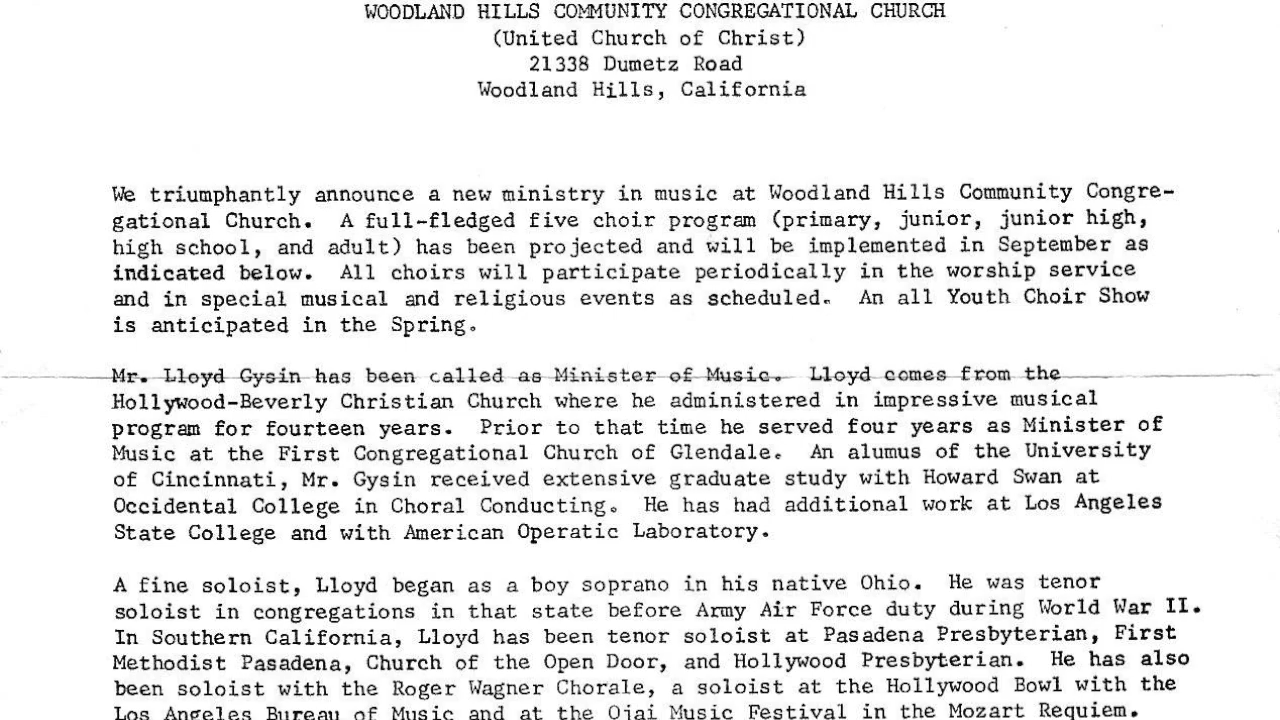 WOODLAND HILLS COMMUNITY CONGREGATIONAL CHURCH
(United Church of Christ)
21338 Dumetz Road
Woodland Hills, California
We triumphantly announce a new ministry in music at Woodland Hills Community Congre-
gational Church. A full-fledged five choir program (primary, junior, junior high,
high school, and adult) has been projected and will be implemented in September as
indicated below. All choirs will participate periodically in the worship service
and in special musical and religious events as scheduled. An all Youth Choir Show
is anticipated in the Spring.
Mr. Lloyd Gysin has been called as Minister of Music. Lloyd comes from the
Hollywood-Beverly Christian Church where he administered in impressive musical
program for fourteen years. Prior to that time he served four years as Minister of
Music at the First Congregational Church of Glendale. An alumus of the University
of Cincinnati, Mr. Gysin received extensive graduate study with Howard Swan at
Occidental College in Choral Conducting. He has had additional work at Los Angeles
State College and with American Operatic Laboratory.
A fine soloist, Lloyd began as a boy soprano in his native Ohio. He was tenor
soloist in congregations in that state before Army Air Force duty during World War II.
In Southern California, Lloyd has been tenor soloist at Pasadena Presbyterian, First
Methodist Pasadena, Church of the Open Door, and Hollywood Presbyterian. He has also
been soloist with the Roger Wagner Chorale, a soloist at the Hollywood Bowl with the
Los Angeles Bureau of Music and at the Ojai Music Festival in the Mozart Requiem.